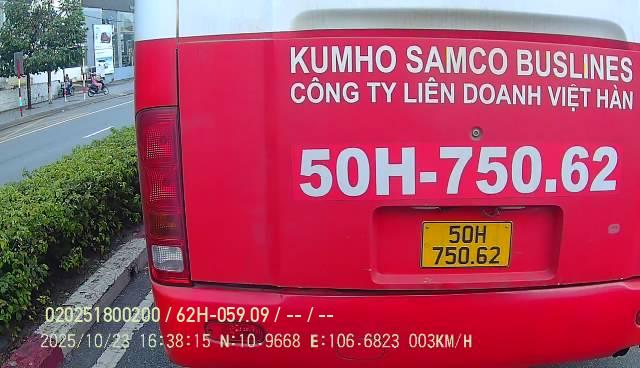 KUMHO SAMCO BUSLINES
CÔNG TY LIÊN DOANH VIỆT HÀN
50H-750.62
50H
750.62
020251800200 / 62H-059.09 / -- / --
2025/10/23 16:38:15 N:10.9668 E:106.6823 003KM/H